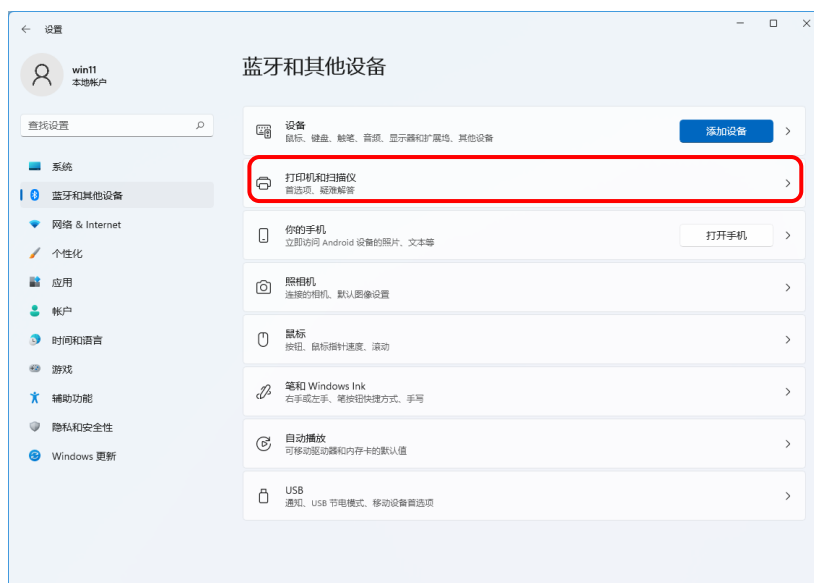 设置
win11
本地帐户
查找设置
系统
蓝牙和其他设备
网络 & Internet
个性化
应用
帐户
时间和语言
游戏
辅助功能
隐私和安全性
Windows 更新
蓝牙和其他设备
设备
鼠标、键盘、触笔、音频、显示器和扩展坞、其他设备
添加设备
打印机和扫描仪
首选项、疑难解答
你的手机
立即访问 Android 设备的照片、文本等
打开手机
照相机
连接的相机、默认图像设置
鼠标
按钮、鼠标指针速度、滚动
笔和 Windows Ink
右手或左手、笔按钮快捷方式、手写
自动播放
可移动驱动器和内存卡的默认值
USB
通知、USB 节电模式、移动设备首选项